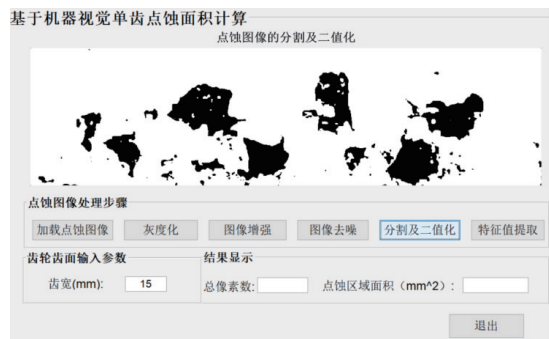 基于机器视觉单齿点蚀面积计算
点蚀图像的分割及二值化
点蚀图像处理步骤
加载点蚀图像 灰度化 图像增强 图像去噪 分割及二值化 特征值提取
齿轮齿面输入参数 结果显示
齿宽(mm): 15 总像素数: 点蚀区域面积（mm^2）:
退出